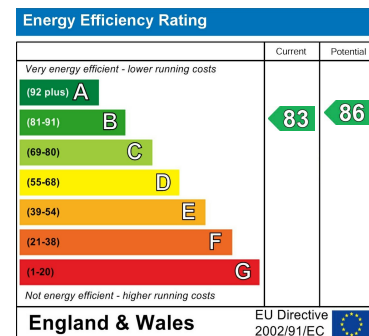 Energy Efficiency Rating
Current Potential
Very energy efficient - lower running costs
(92 plus) A
(81-91) B
83 86
(69-80) C
(55-68) D
(39-54) E
(21-38) F
(1-20) G
Not energy efficient - higher running costs
England & Wales
EU Directive
2002/91/EC